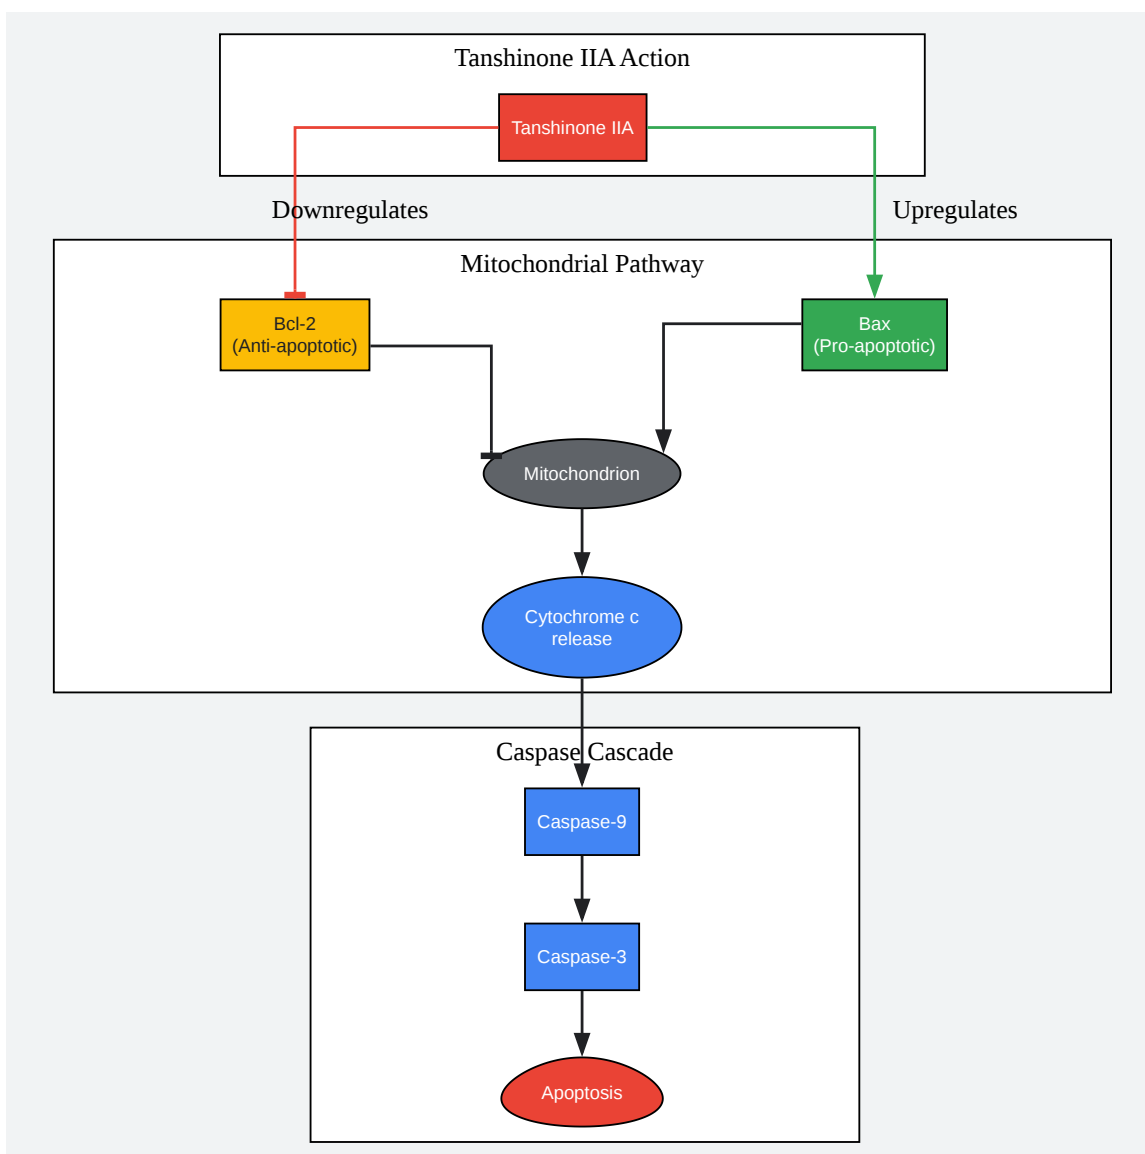 Tanshinone IIA Action
Tanshinone IIA
Downregulates
Upregulates
Mitochondrial Pathway
Bcl-2
(Anti-apoptotic)
Bax
(Pro-apoptotic)
Mitochondrion
Cytochrome c
release
Caspase Cascade
Caspase-9
Caspase-3
Apoptosis